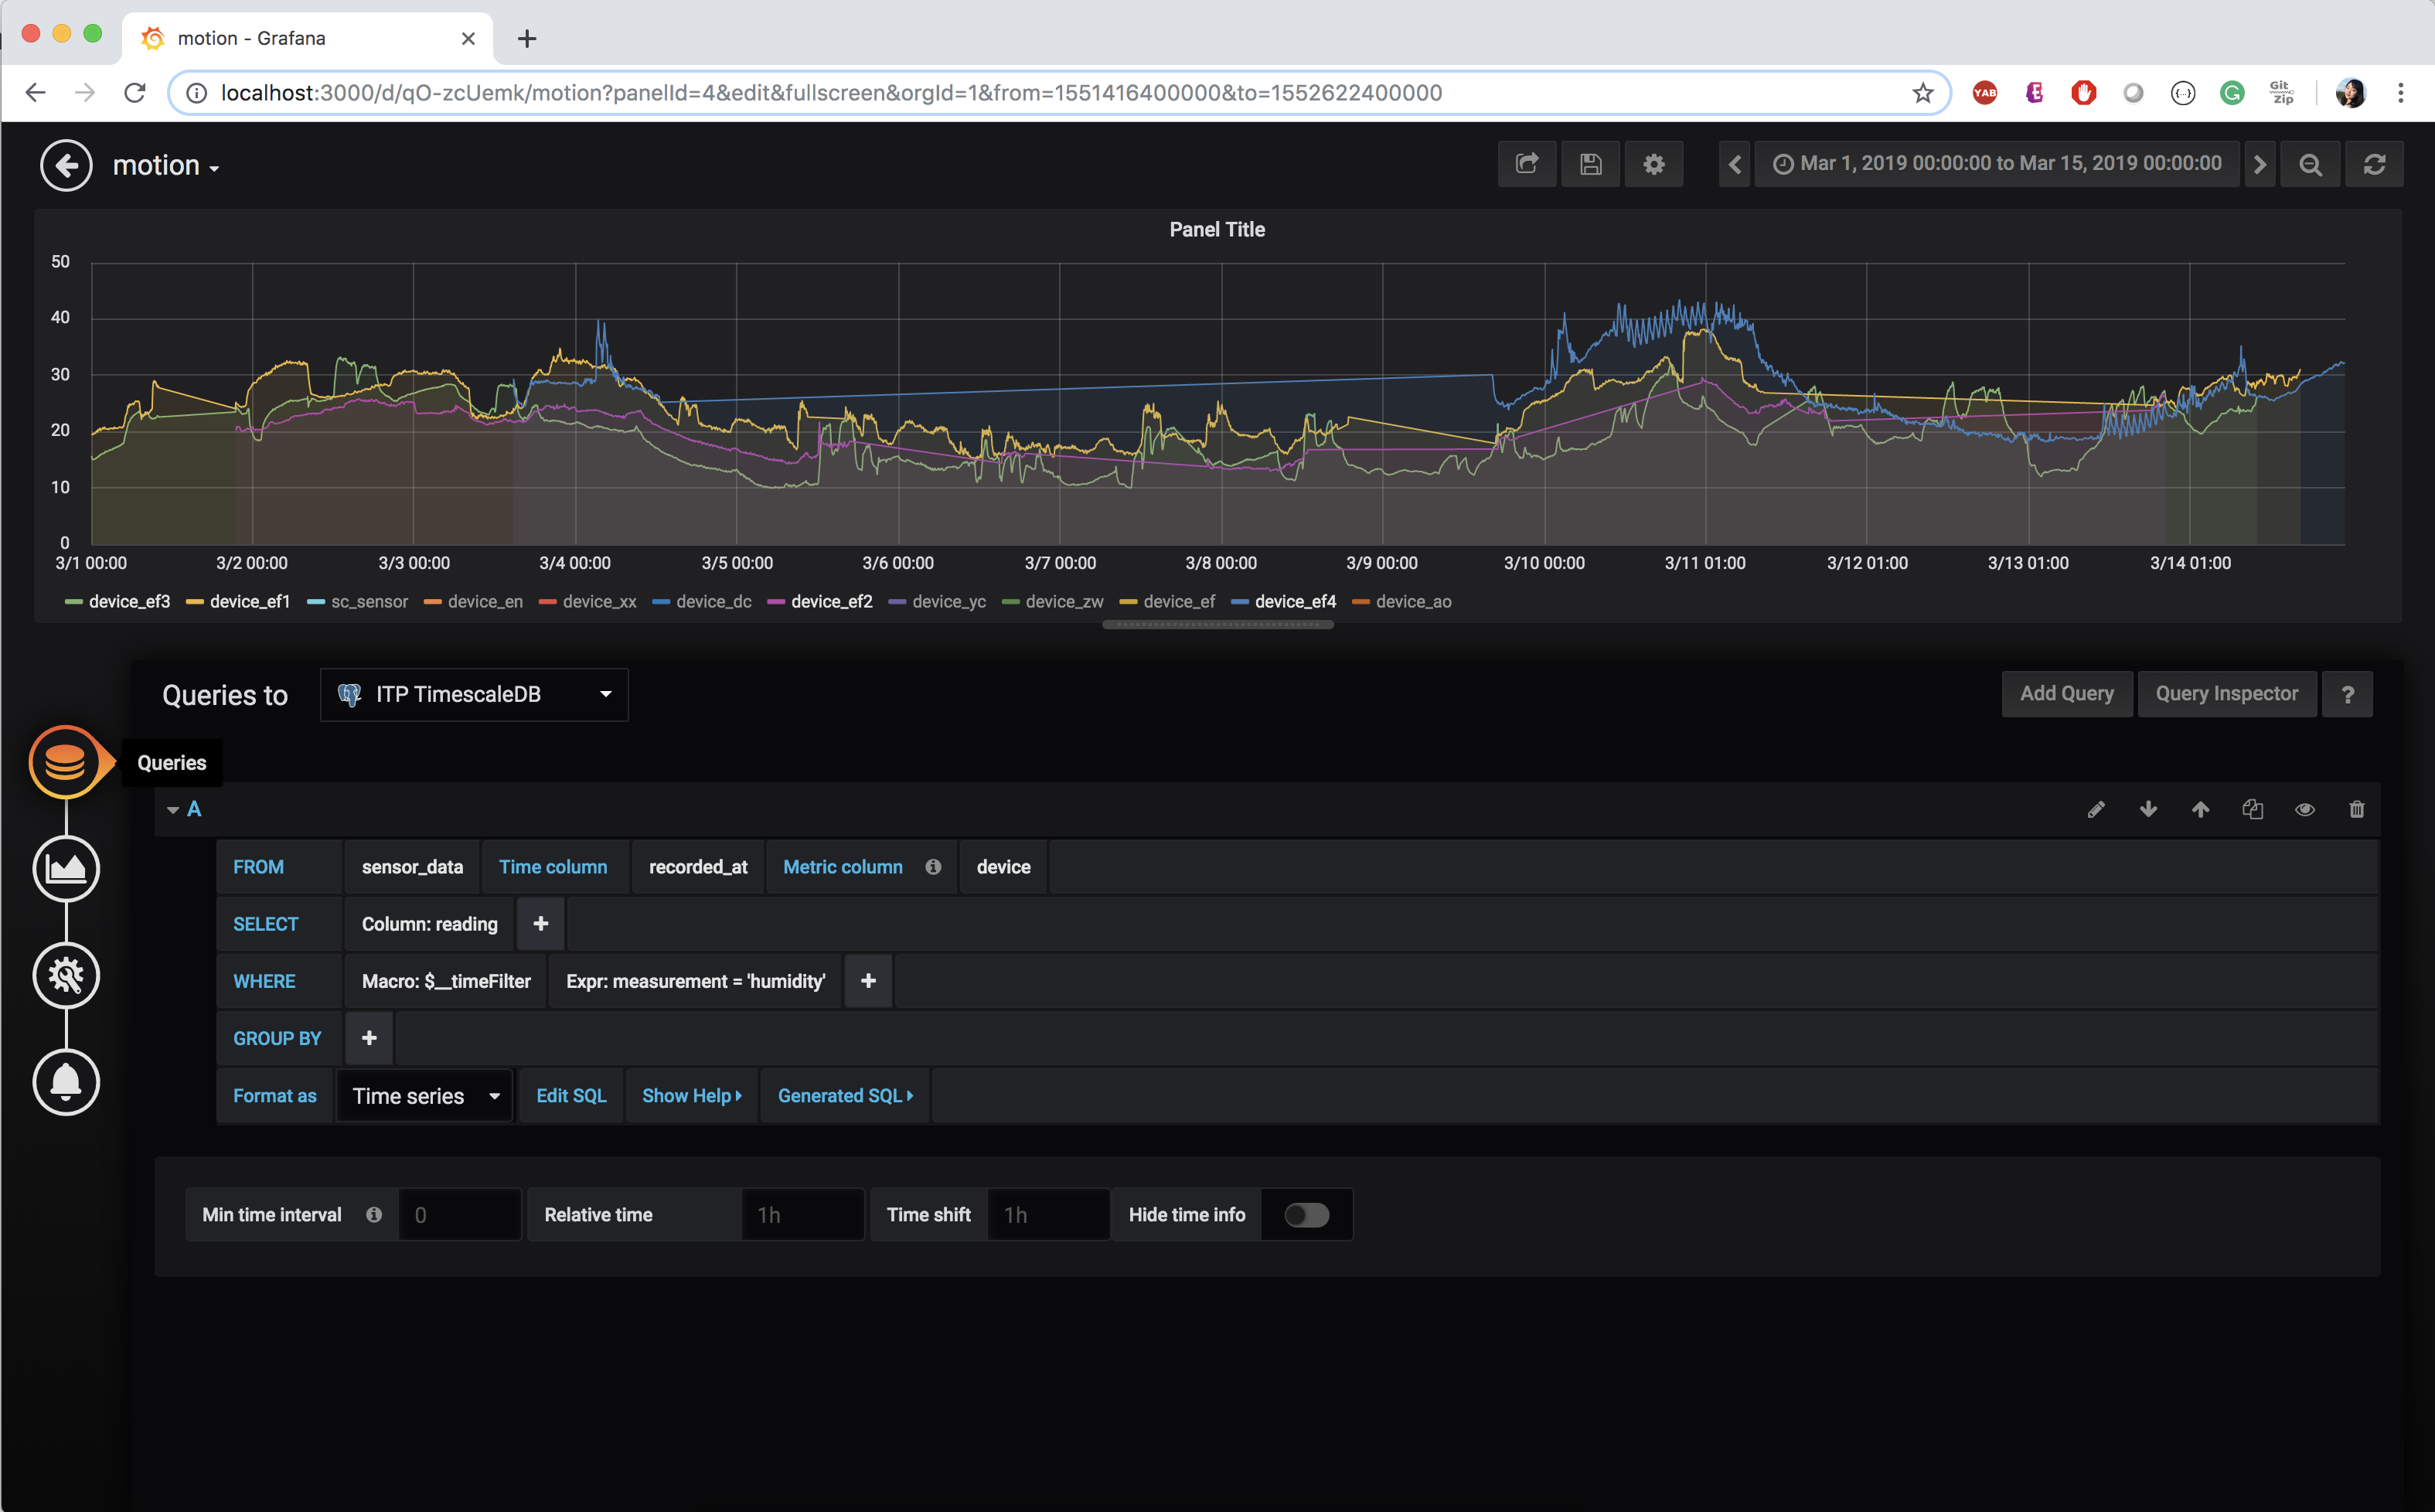 motion - Grafana
localhost:3000/d/qO-zcUemk/motion?panelId=4&edit&fullscreen&orgId=1&from=1551416400000&to=1552622400000
YAB
Git Zip
motion
Mar 1, 2019 00:00:00 to Mar 15, 2019 00:00:00
Panel Title
50
40
30
20
10
0
3/1 00:00 3/2 00:00 3/3 00:00 3/4 00:00 3/5 00:00 3/6 00:00 3/7 00:00 3/8 00:00 3/9 00:00 3/10 00:00 3/11 01:00 3/12 01:00 3/13 01:00 3/14 01:00
device_ef3 device_ef1 sc_sensor device_en device_xx device_dc device_ef2 device_yc device_zw device_ef device_ef4 device_ao
Queries to ITP TimescaleDB Add Query Query Inspector ?
Queries
A
FROM sensor_data Time column recorded_at Metric column device
SELECT Column: reading +
WHERE Macro: $__timeFilter Expr: measurement = 'humidity' +
GROUP BY +
Format as Time series Edit SQL Show Help Generated SQL
Min time interval 0 Relative time 1h Time shift 1h Hide time info